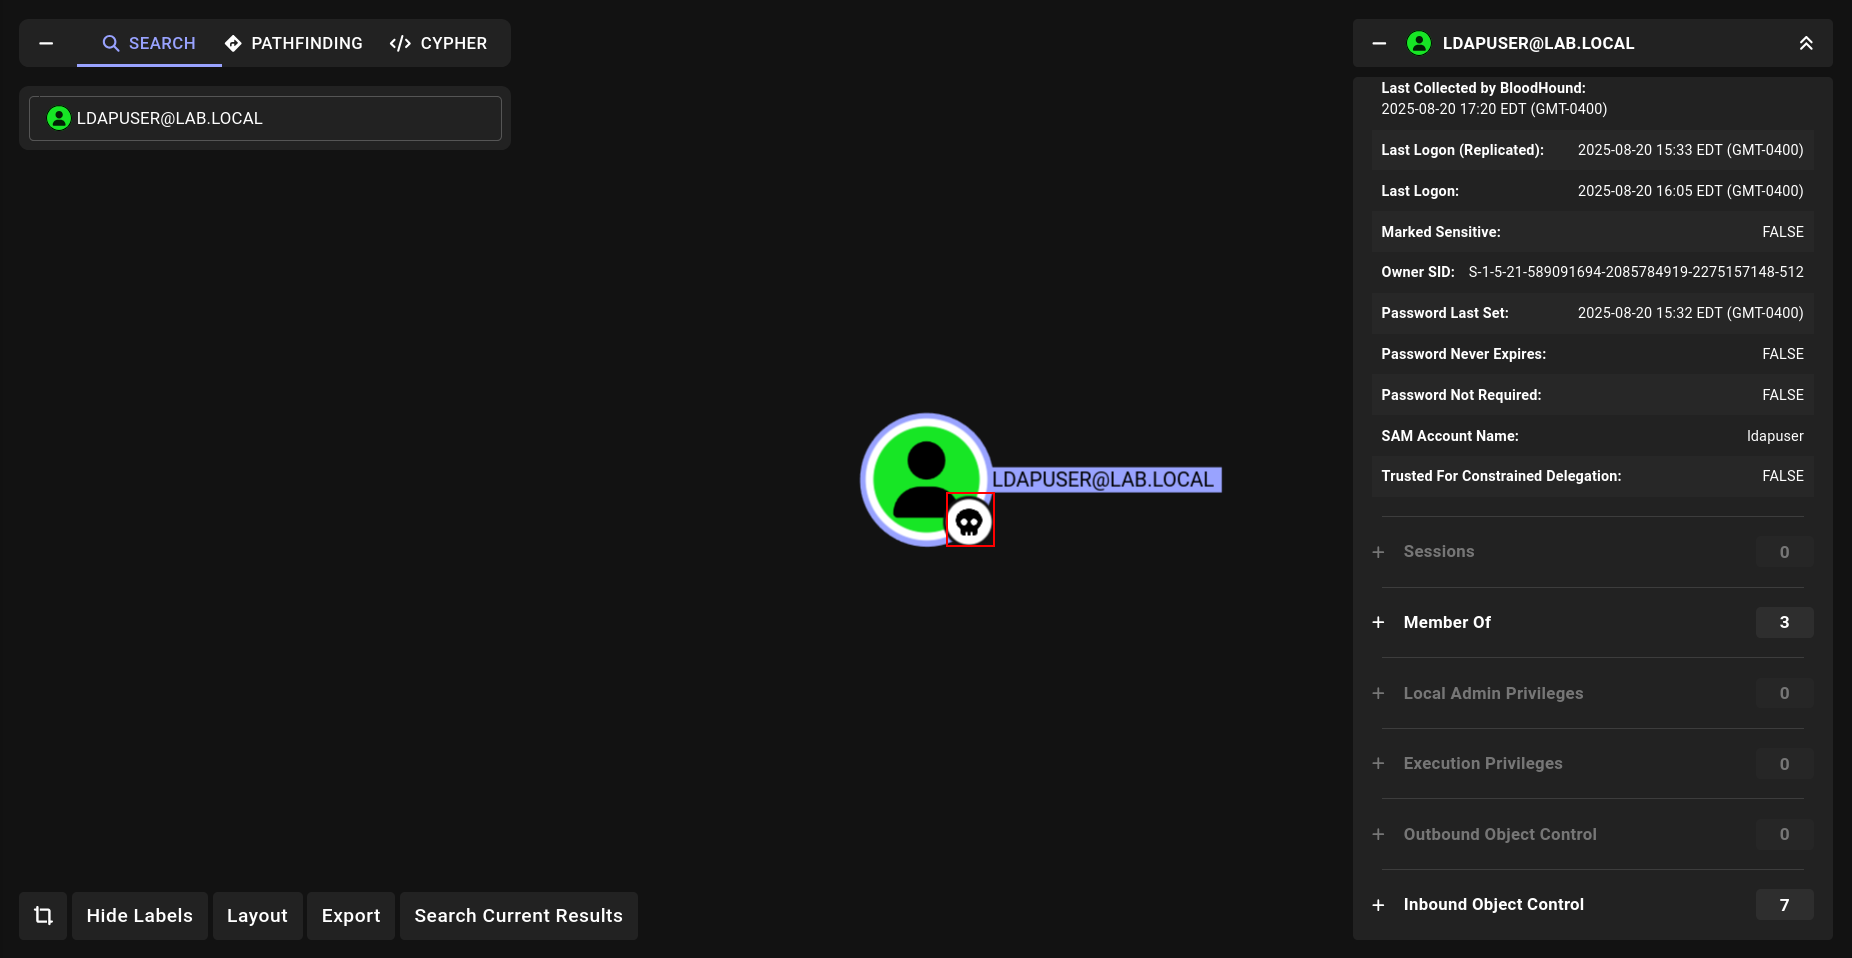 SEARCH
PATHFINDING
CYPHER
LDAPUSER@LAB.LOCAL
LDAPUSER@LAB.LOCAL
Hide Labels
Layout
Export
Search Current Results
LDAPUSER@LAB.LOCAL
Last Collected by BloodHound:
2025-08-20 17:20 EDT (GMT-0400)
Last Logon (Replicated): 2025-08-20 15:33 EDT (GMT-0400)
Last Logon: 2025-08-20 16:05 EDT (GMT-0400)
Marked Sensitive: FALSE
Owner SID: S-1-5-21-589091694-2085784919-2275157148-512
Password Last Set: 2025-08-20 15:32 EDT (GMT-0400)
Password Never Expires: FALSE
Password Not Required: FALSE
SAM Account Name: ldapuser
Trusted For Constrained Delegation: FALSE
Sessions 0
Member Of 3
Local Admin Privileges 0
Execution Privileges 0
Outbound Object Control 0
Inbound Object Control 7